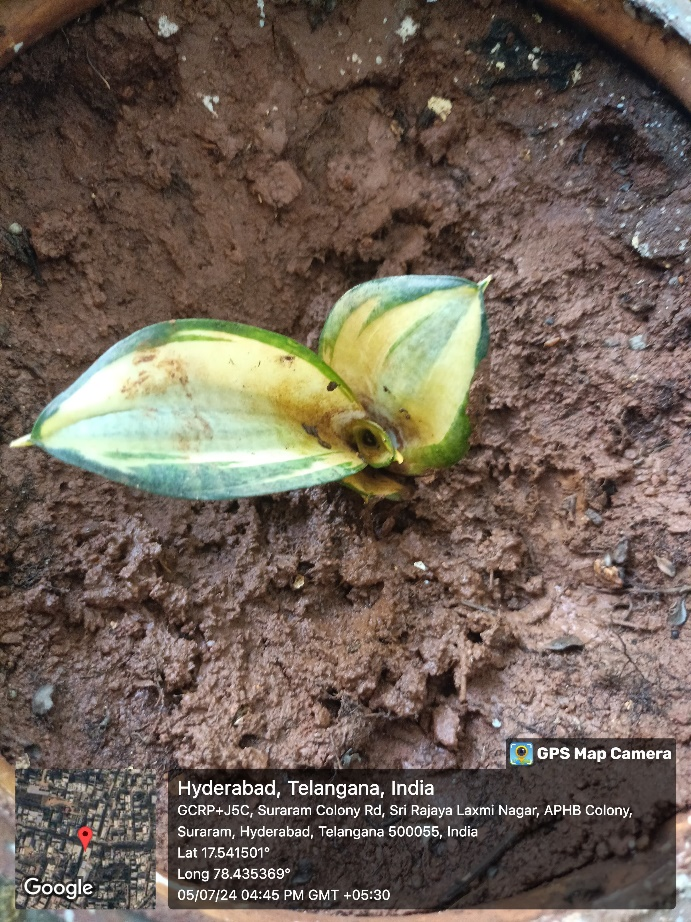 GPS Map Camera
Hyderabad, Telangana, India
GCRP+J5C, Suraram Colony Rd, Sri Rajaya Laxmi Nagar, APHB Colony,
Suraram, Hyderabad, Telangana 500055, India
Lat 17.541501°
Long 78.435369°
05/07/24 04:45 PM GMT +05:30
Google